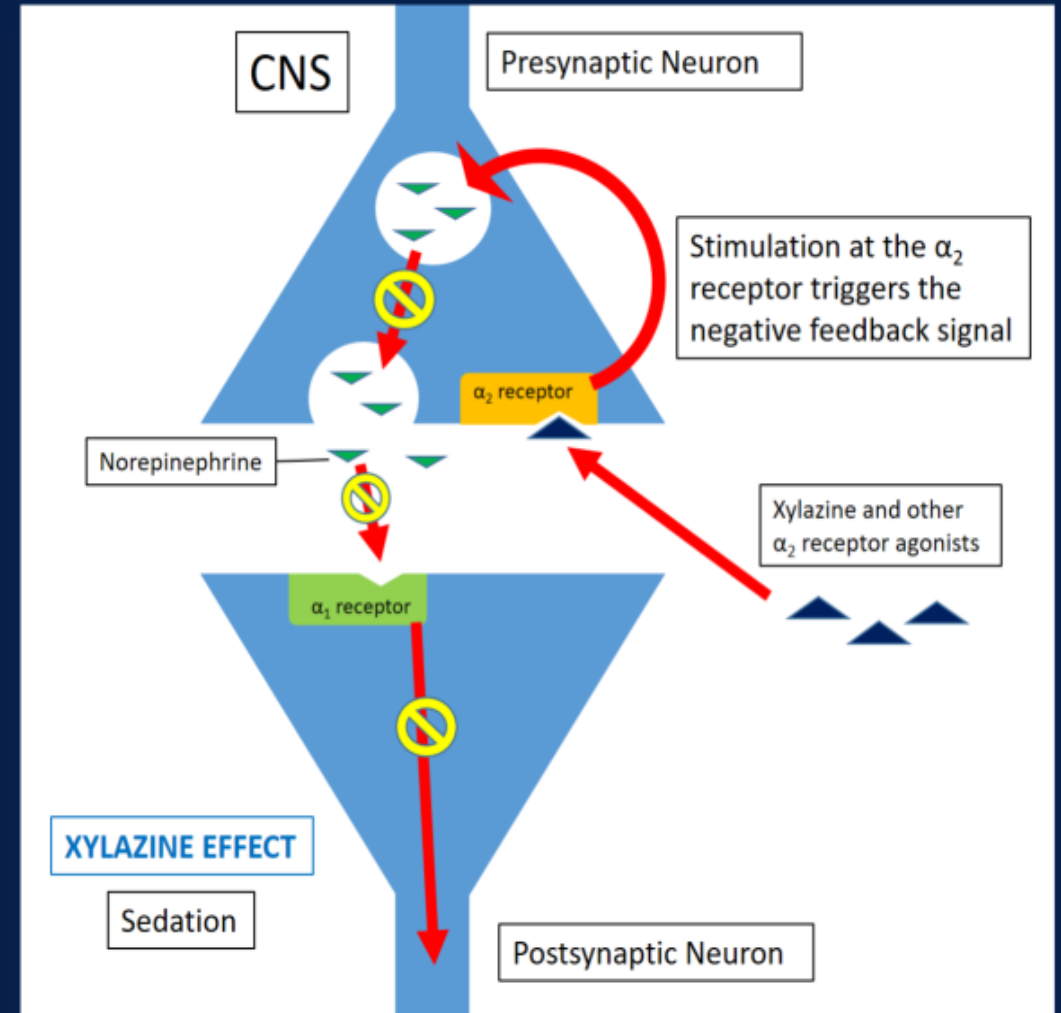 CNS
Presynaptic Neuron
Stimulation at the α₂
receptor triggers the
negative feedback signal
α₂ receptor
Norepinephrine
Xylazine and other
α₂ receptor agonists
α₁ receptor
XYLAZINE EFFECT
Sedation
Postsynaptic Neuron